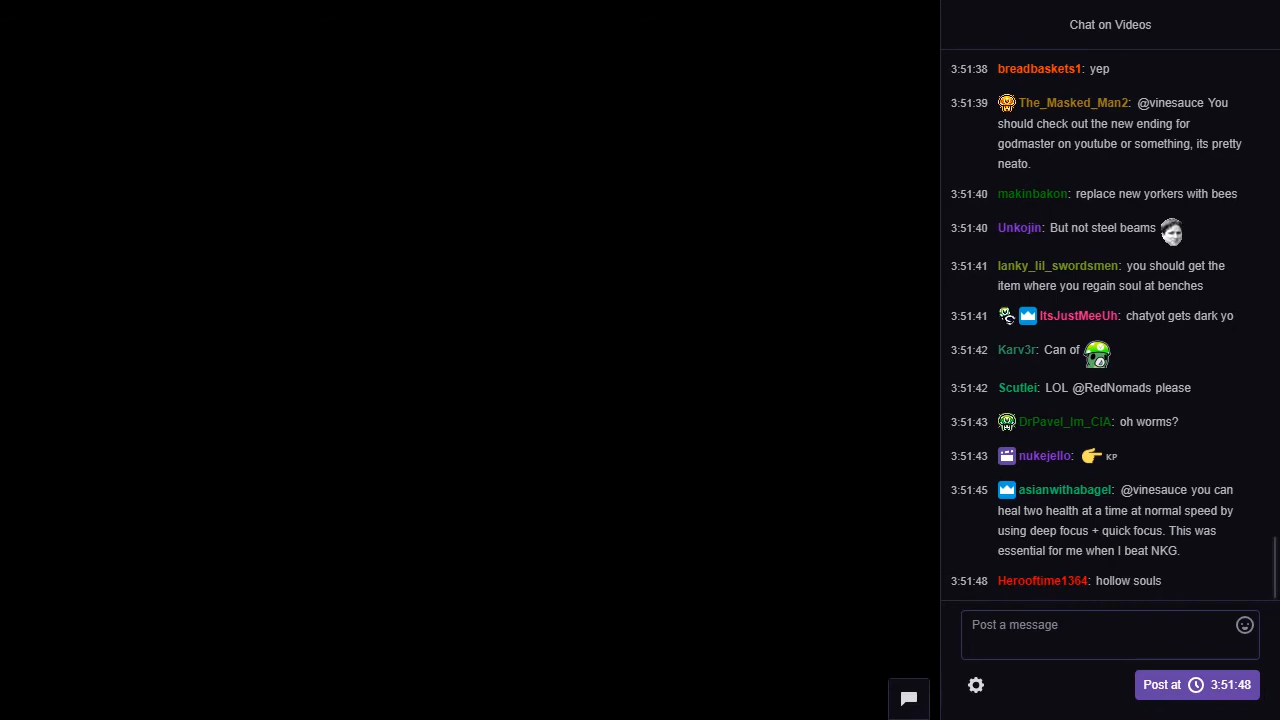 Chat on Videos
3:51:38 breadbaskets1: yep
3:51:39 The_Masked_Man2: @vinesauce You
should check out the new ending for
godmaster on youtube or something, its pretty
neato.
3:51:40 makinbakon: replace new yorkers with bees
3:51:40 Unkojin: But not steel beams
3:51:41 lanky_lil_swordsmen: you should get the
item where you regain soul at benches
3:51:41 ItsJustMeeUh: chatyot gets dark yo
3:51:42 Karv3r: Can of
3:51:42 Scutlei: LOL @RedNomads please
3:51:43 DrPavel_Im_CIA: oh worms?
3:51:43 nukejello: KP
3:51:45 asianwithabagel: @vinesauce you can
heal two health at a time at normal speed by
using deep focus + quick focus. This was
essential for me when I beat NKG.
3:51:48 Herooftime1364: hollow souls
Post a message
Post at 3:51:48